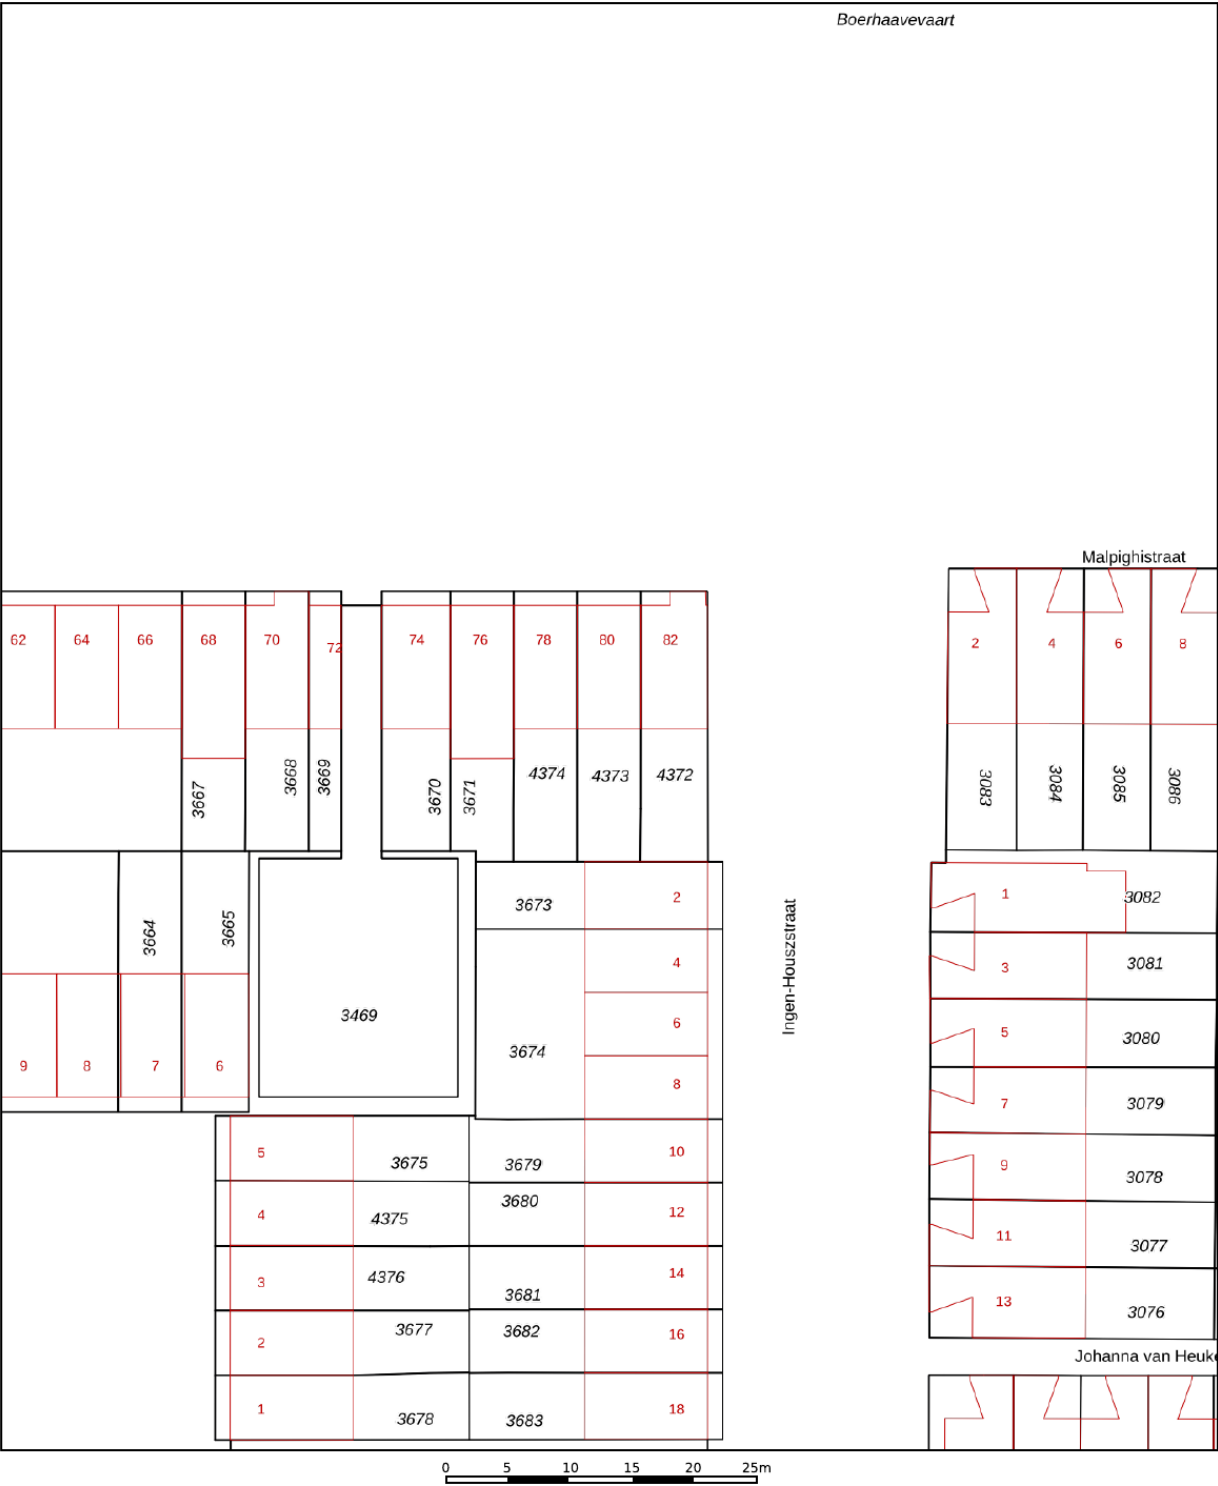 Boerhaavevaart
Malpighistraat
62 64 66 68 70 72 74 76 78 80 82
2 4 6 8
3667 3668 3669 3670 3671 4374 4373 4372
3083 3084 3085 3086
3664 3665
3673 2
1 3082
4
3 3081
Ingen-Houszstraat
3469
6
5 3080
3674
9 8 7 6
8
7 3079
5 3675 3679 10
9 3078
4 4375 3680 12
11 3077
3 4376 3681 14
13 3076
2 3677 3682 16
Johanna van Heuke
1 3678 3683 18
0 5 10 15 20 25m